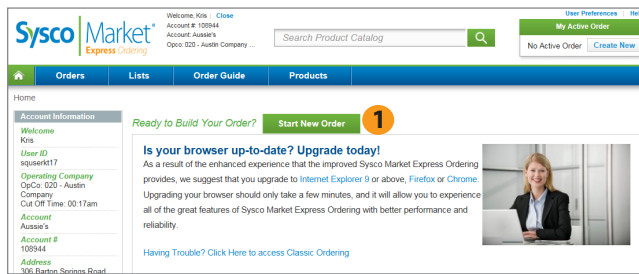 Sysco Market
Express Ordering
Welcome, Kris | Close
Account #: 108944
Account: Aussie's
Opco: 020 - Austin Company ...
Search Product Catalog
User Preferences | Hel
My Active Order
No Active Order Create New
Orders Lists Order Guide Products
Home
Account Information
Welcome
Kris
User ID
squserkt17
Operating Company
OpCo: 020 - Austin
Company
Cut Off Time: 00:17am
Account
Aussie's
Account #
108944
Address
306 Barton Springs Road
Ready to Build Your Order? Start New Order 1
Is your browser up-to-date? Upgrade today!
As a result of the enhanced experience that the improved Sysco Market Express Ordering
provides, we suggest that you upgrade to Internet Explorer 9 or above, Firefox or Chrome.
Upgrading your browser should only take a few minutes, and it will allow you to experience
all of the great features of Sysco Market Express Ordering with better performance and
reliability.
Having Trouble? Click Here to access Classic Ordering